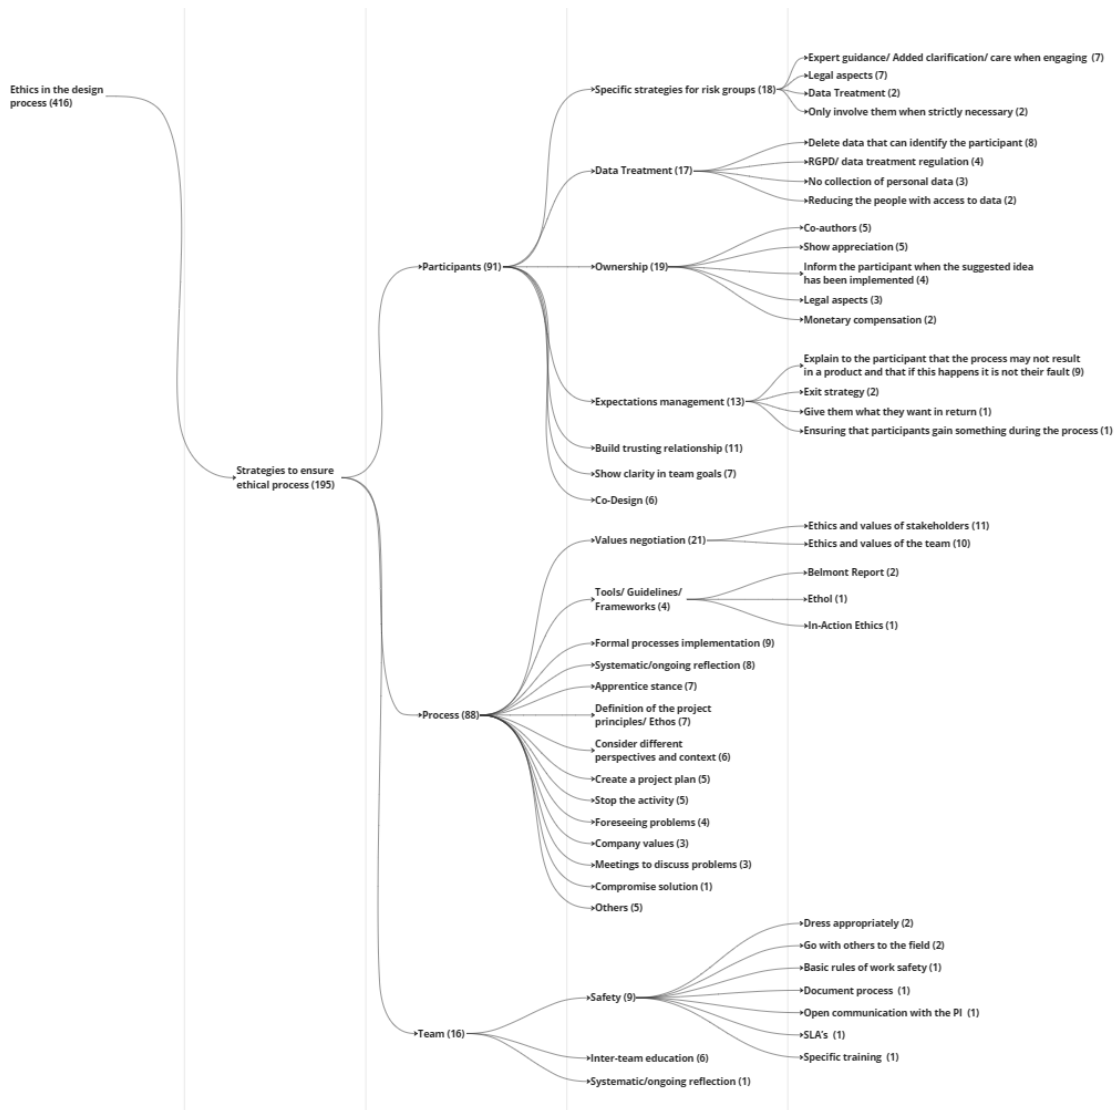 Ethics in the design
process (416)
Strategies to ensure
ethical process (195)
Participants (91)
Specific strategies for risk groups (18)
Expert guidance/ Added clarification/ care when engaging (7)
Legal aspects (7)
Data Treatment (2)
Only involve them when strictly necessary (2)
Data Treatment (17)
Delete data that can identify the participant (8)
RGPD/ data treatment regulation (4)
No collection of personal data (3)
Reducing the people with access to data (2)
Ownership (19)
Co-authors (5)
Show appreciation (5)
Inform the participant when the suggested idea
has been implemented (4)
Legal aspects (3)
Monetary compensation (2)
Expectations management (13)
Explain to the participant that the process may not result
in a product and that if this happens it is not their fault (9)
Exit strategy (2)
Give them what they want in return (1)
Ensuring that participants gain something during the process (1)
Build trusting relationship (11)
Show clarity in team goals (7)
Co-Design (6)
Process (88)
Values negotiation (21)
Ethics and values of stakeholders (11)
Ethics and values of the team (10)
Tools/ Guidelines/
Frameworks (4)
Belmont Report (2)
Ethol (1)
In-Action Ethics (1)
Formal processes implementation (9)
Systematic/ongoing reflection (8)
Apprentice stance (7)
Definition of the project
principles/ Ethos (7)
Consider different
perspectives and context (6)
Create a project plan (5)
Stop the activity (5)
Foreseeing problems (4)
Company values (3)
Meetings to discuss problems (3)
Compromise solution (1)
Others (5)
Team (16)
Safety (9)
Dress appropriately (2)
Go with others to the field (2)
Basic rules of work safety (1)
Document process (1)
Open communication with the PI (1)
SLA's (1)
Specific training (1)
Inter-team education (6)
Systematic/ongoing reflection (1)